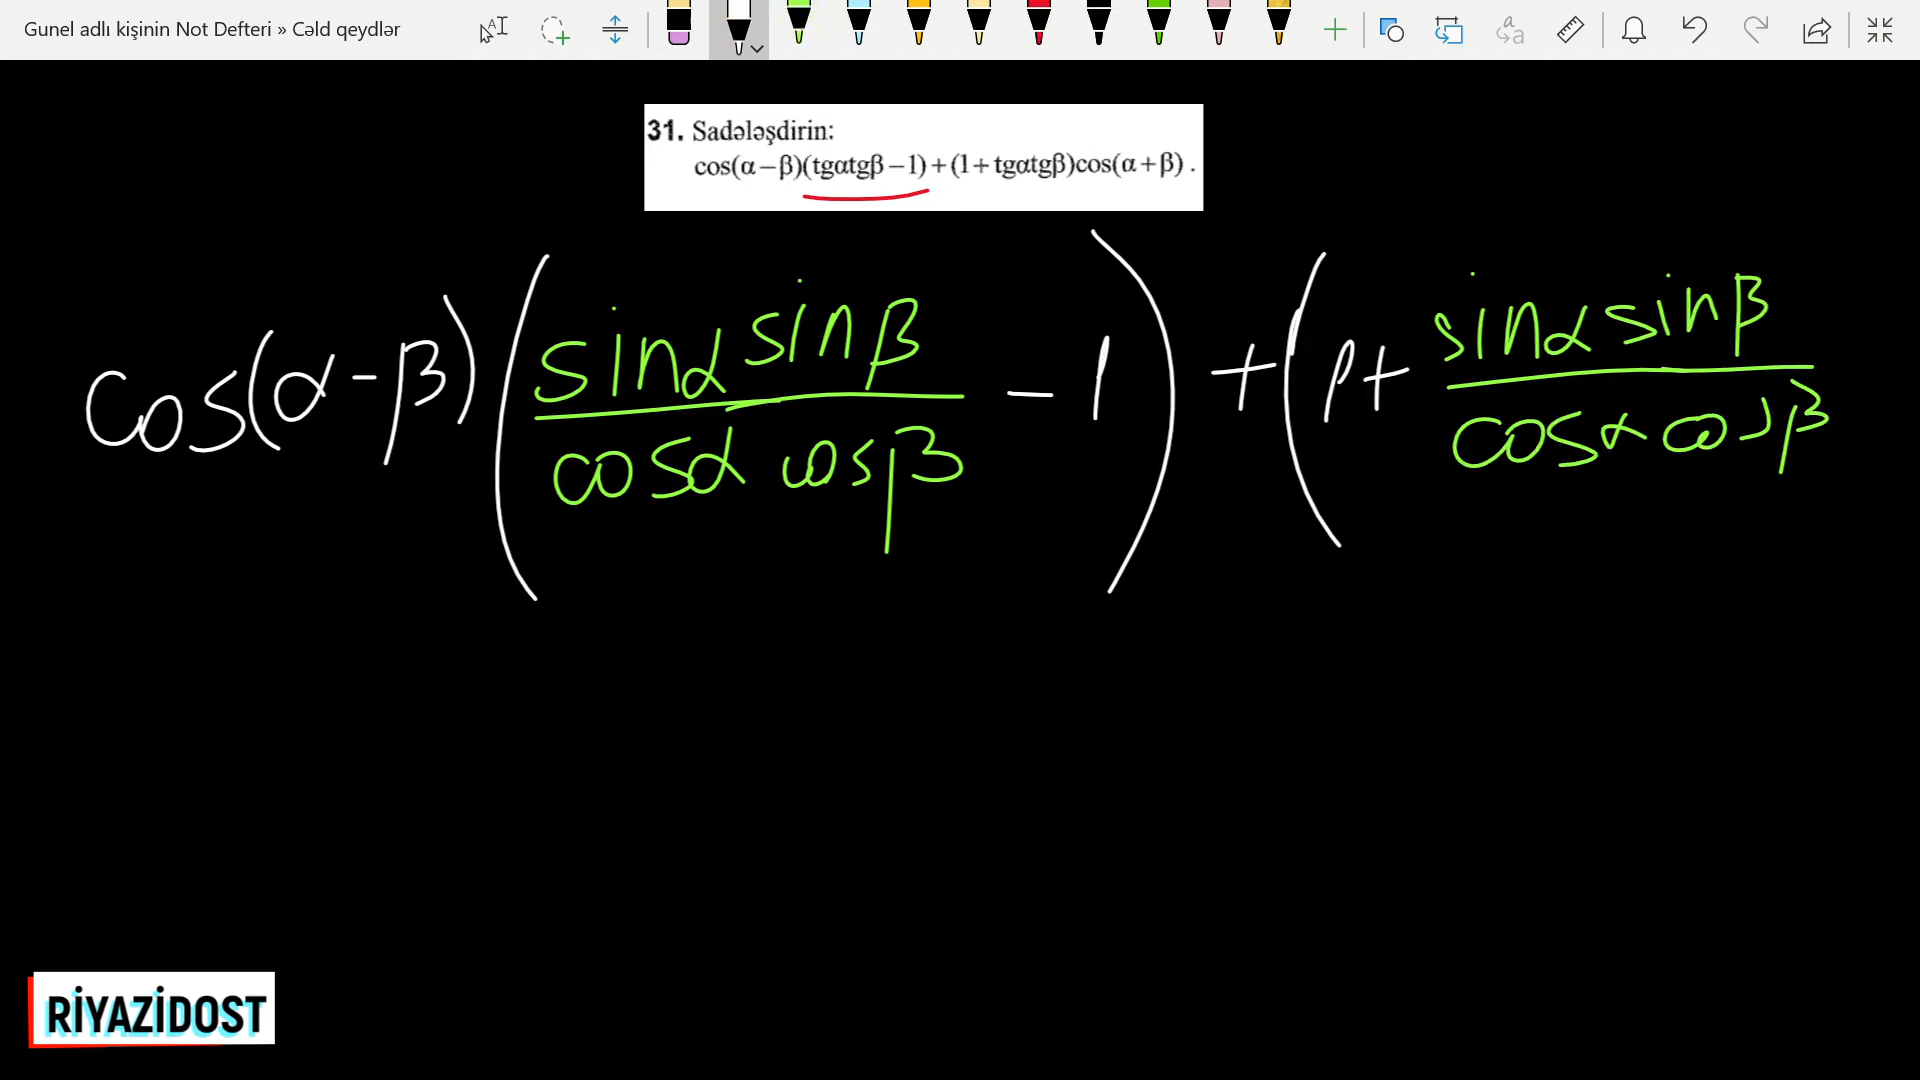 Gunel adlı kişinin Not Defteri » Cəld qeydlər
31. Sadələşdirin:
cos(α−β)(tgαtgβ−1)+(1+tgαtgβ)cos(α+β) .
cos(α-β)(sinα sinβ / cosα cosβ - 1) + (1+ sinα sinβ / cosα cosβ
RİYAZİDOST